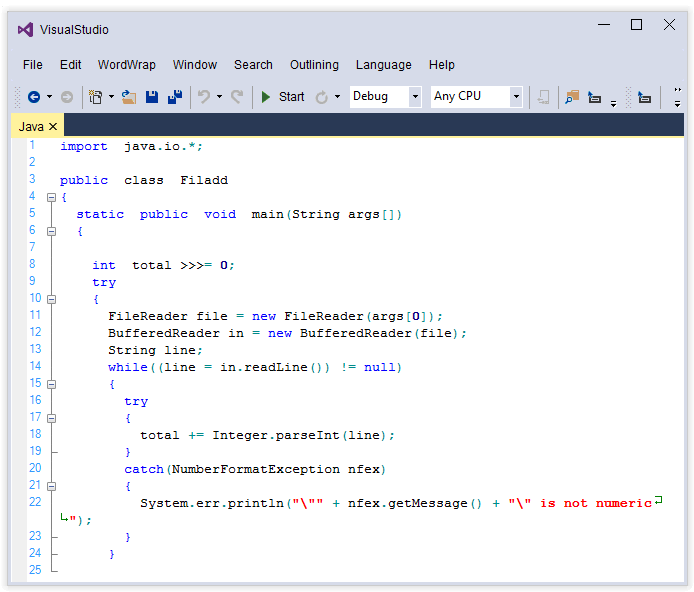 VisualStudio
File Edit WordWrap Window Search Outlining Language Help
Start Debug Any CPU
Java
1 import java.io.*;
2
3 public class Filadd
4 {
5 static public void main(String args[])
6 {
7
8 int total >>>= 0;
9 try
10 {
11 FileReader file = new FileReader(args[0]);
12 BufferedReader in = new BufferedReader(file);
13 String line;
14 while((line = in.readLine()) != null)
15 {
16 try
17 {
18 total += Integer.parseInt(line);
19 }
20 catch(NumberFormatException nfex)
21 {
22 System.err.println("\"" + nfex.getMessage() + "\" is not numeric
");
23 }
24 }
25